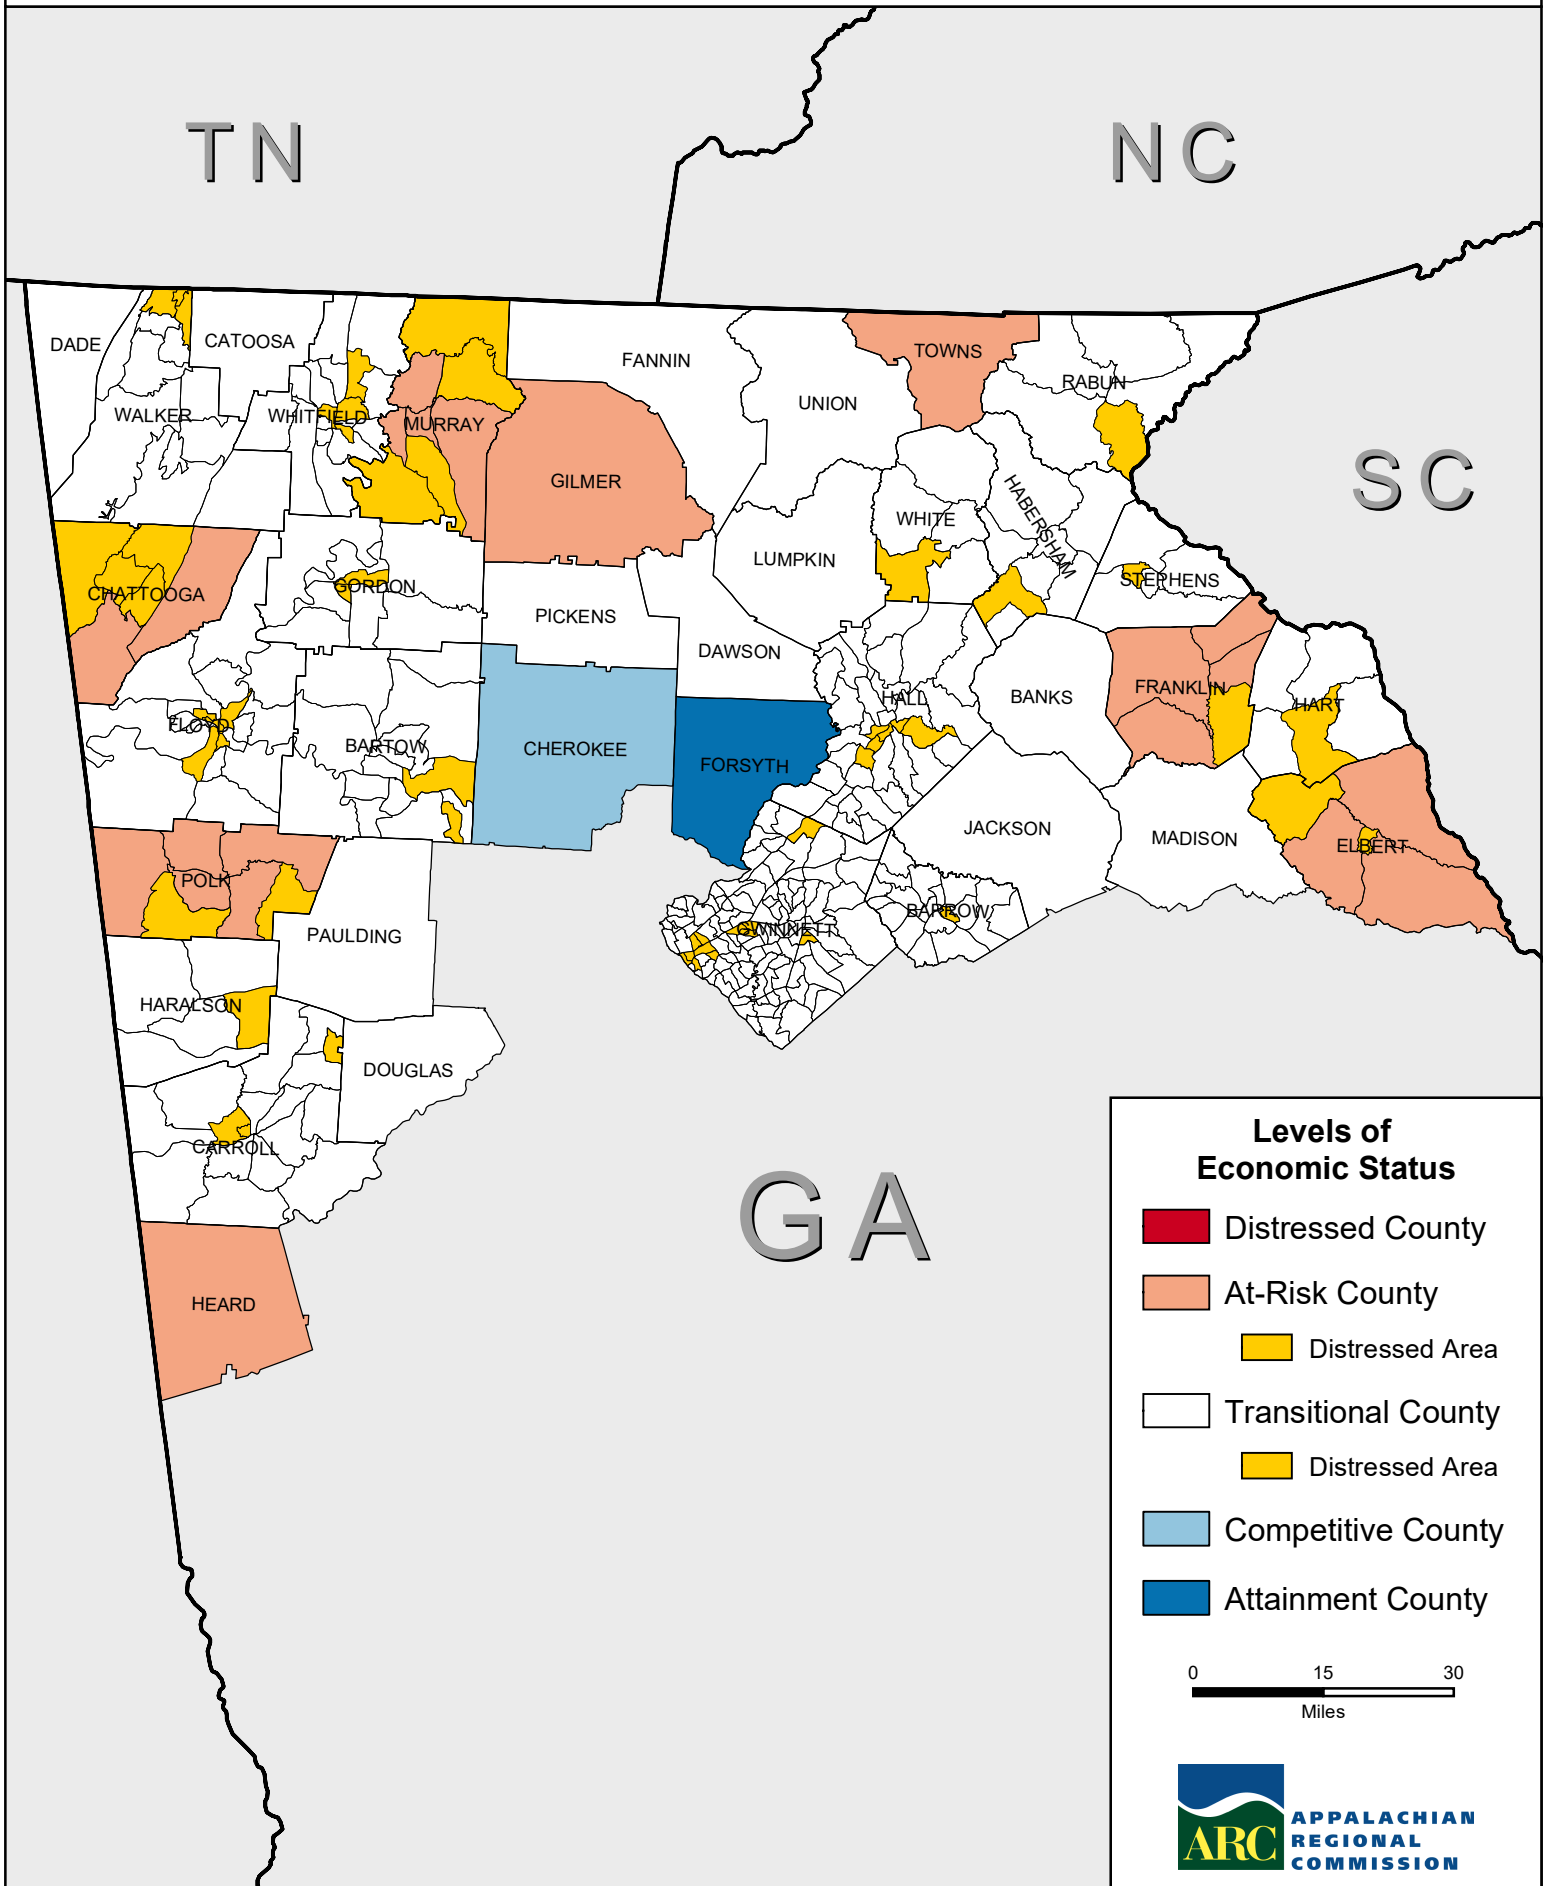 TN
NC
SC
GA
DADE
CATOOSA
WALKER
WHITFIELD
MURRAY
FANNIN
GILMER
UNION
TOWNS
RABUN
WHITE
HABERSHAM
LUMPKIN
STEPHENS
CHATTOOGA
GORDON
PICKENS
DAWSON
HALL
BANKS
FRANKLIN
HART
FLOYD
BARTOW
CHEROKEE
FORSYTH
JACKSON
MADISON
ELBERT
POLK
PAULDING
GWINNETT
BARROW
HARALSON
DOUGLAS
CARROLL
HEARD
Levels of
Economic Status
Distressed County
At-Risk County
Distressed Area
Transitional County
Distressed Area
Competitive County
Attainment County
0 15 30
Miles
ARC
APPALACHIAN
REGIONAL
COMMISSION